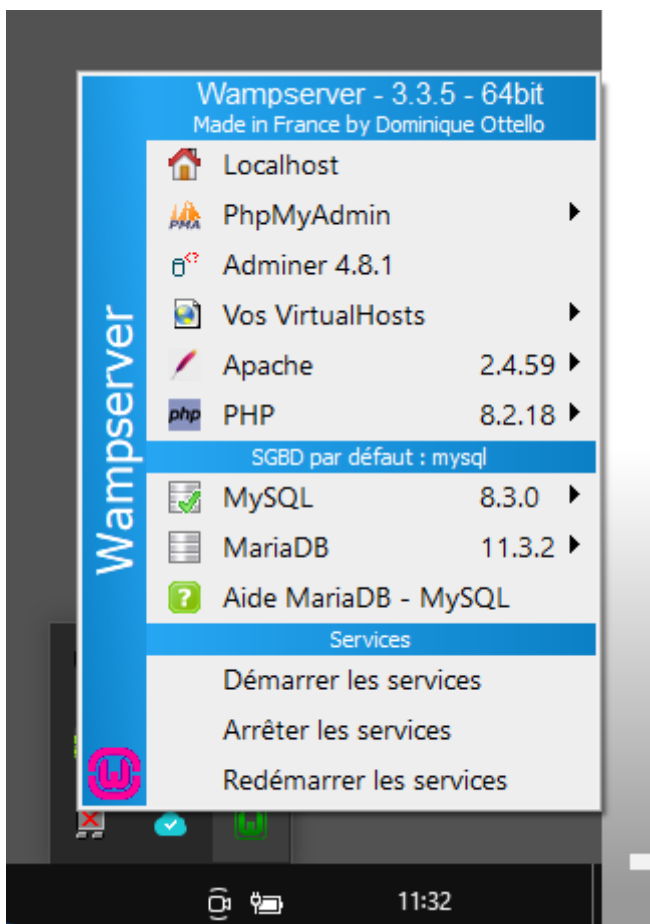 Wampserver - 3.3.5 - 64bit
Made in France by Dominique Ottello
Wampserver
Localhost
PMA PhpMyAdmin
Adminer 4.8.1
Vos VirtualHosts
Apache 2.4.59
php PHP 8.2.18
SGBD par défaut : mysql
MySQL 8.3.0
MariaDB 11.3.2
? Aide MariaDB - MySQL
Services
Démarrer les services
Arrêter les services
Redémarrer les services
11:32